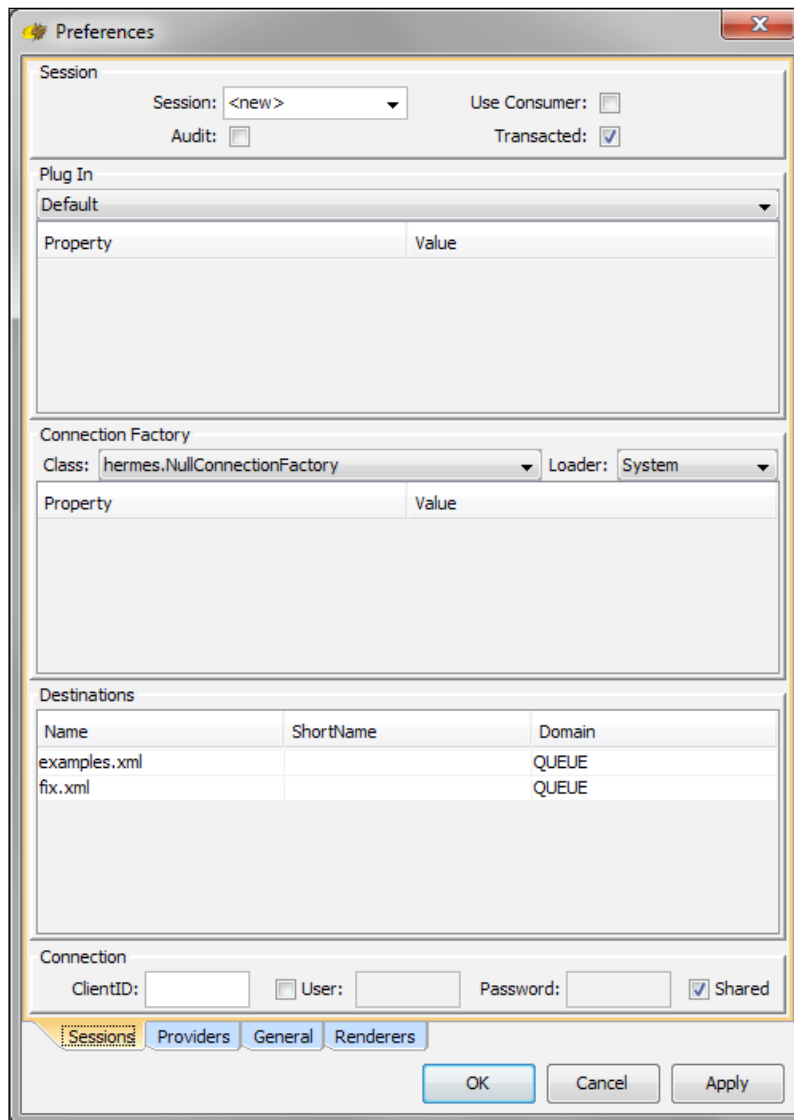 Preferences
Session
Session: <new> Use Consumer:
Audit: Transacted:
Plug In
Default
Property Value
Connection Factory
Class: hermes.NullConnectionFactory Loader: System
Property Value
Destinations
Name ShortName Domain
examples.xml QUEUE
fix.xml QUEUE
Connection
ClientID: User: Password: Shared
Sessions Providers General Renderers
OK Cancel Apply